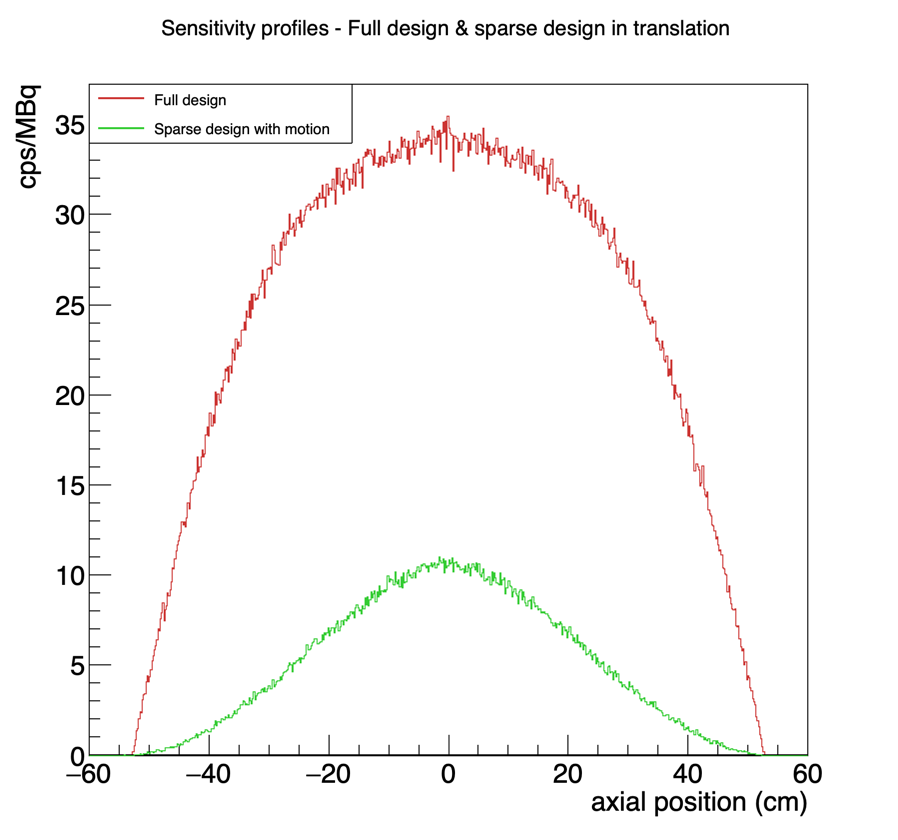 Sensitivity profiles - Full design & sparse design in translation
cps/MBq
Full design
Sparse design with motion
35
30
25
20
15
10
5
0
−60 −40 −20 0 20 40 60
axial position (cm)